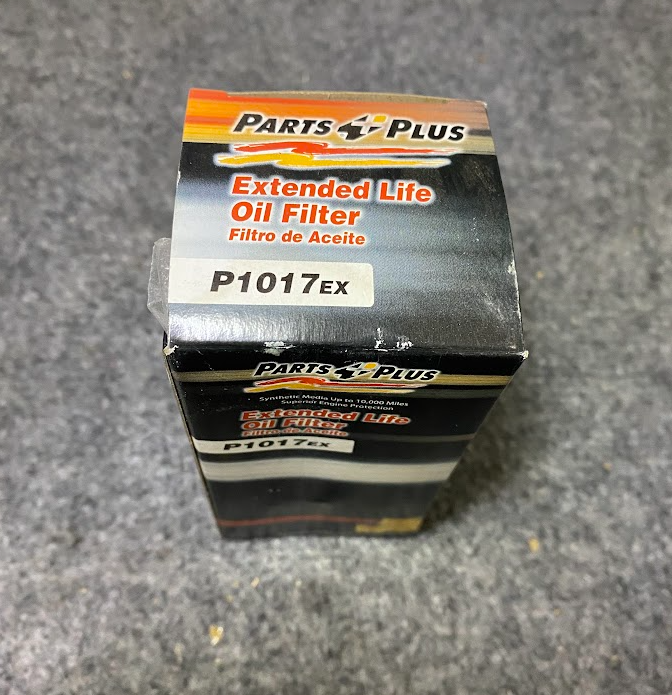 PARTS PLUS
Extended Life
Oil Filter
Filtro de Aceite
P1017EX
PARTS PLUS
Synthetic Media Up to 10,000 Miles
Superior Engine Protection
Extended Life
Oil Filter
Filtro de Aceite
P1017EX